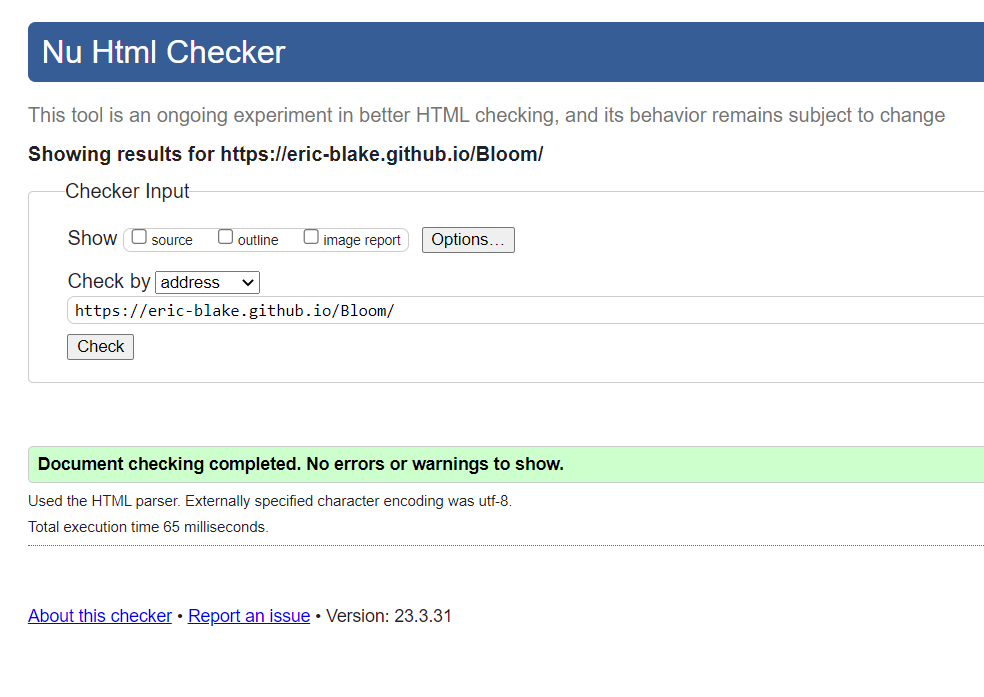 Nu Html Checker
This tool is an ongoing experiment in better HTML checking, and its behavior remains subject to change
Showing results for https://eric-blake.github.io/Bloom/
Checker Input
Show source outline image report Options…
Check by address
https://eric-blake.github.io/Bloom/
Check
Document checking completed. No errors or warnings to show.
Used the HTML parser. Externally specified character encoding was utf-8.
Total execution time 65 milliseconds.
About this checker • Report an issue • Version: 23.3.31